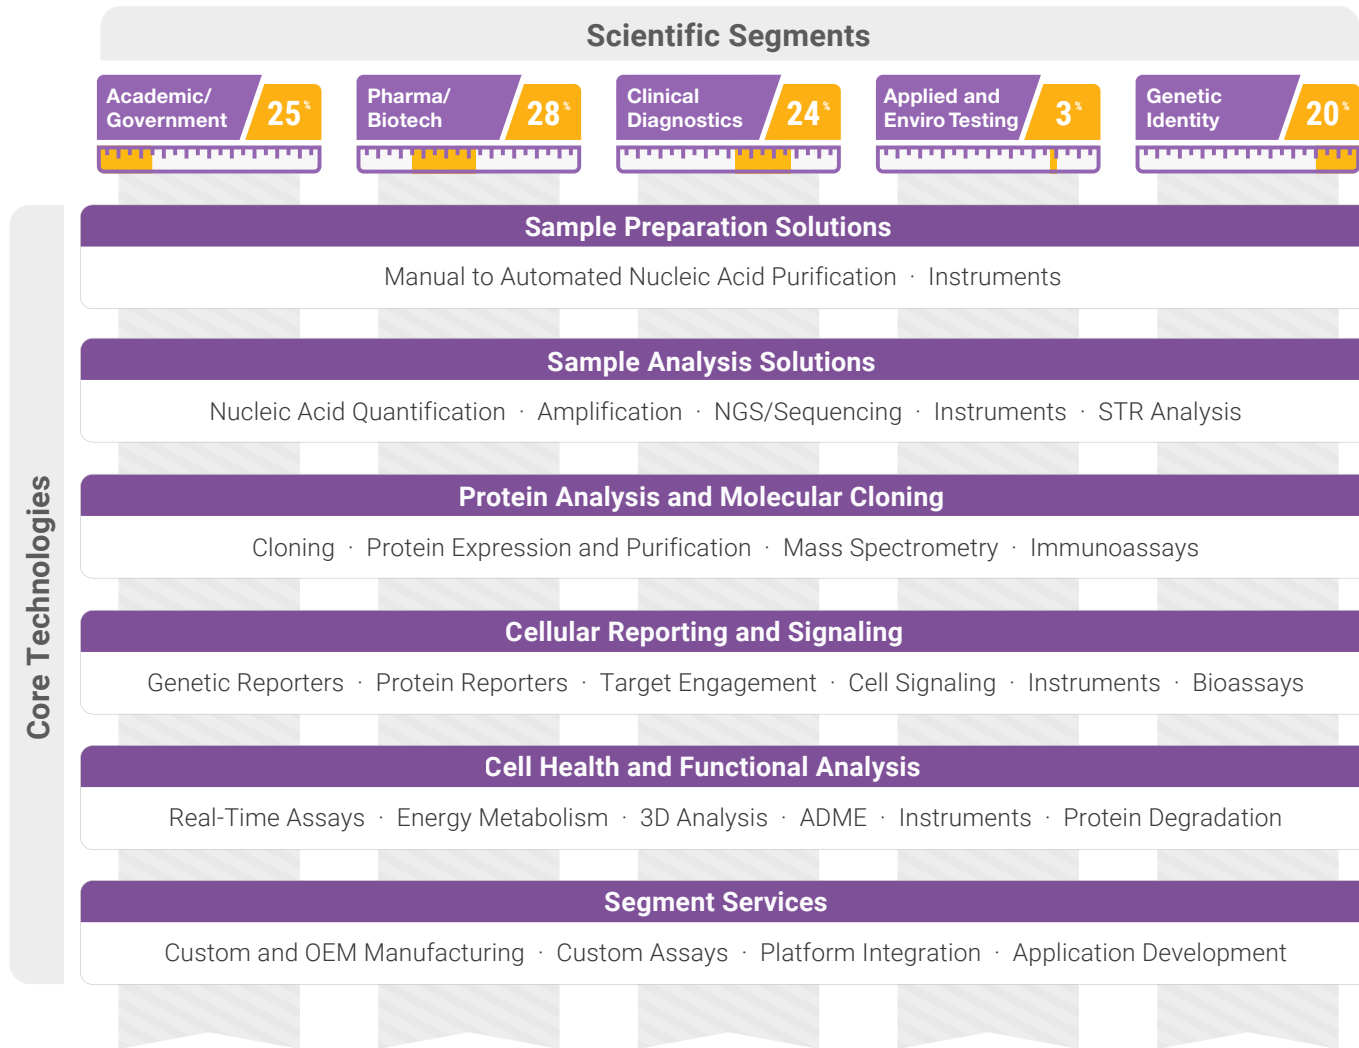 Scientific Segments
Academic/
Government
25%
Pharma/
Biotech
28%
Clinical
Diagnostics
24%
Applied and
Enviro Testing
3%
Genetic
Identity
20%
Core Technologies
Sample Preparation Solutions
Manual to Automated Nucleic Acid Purification · Instruments
Sample Analysis Solutions
Nucleic Acid Quantification · Amplification · NGS/Sequencing · Instruments · STR Analysis
Protein Analysis and Molecular Cloning
Cloning · Protein Expression and Purification · Mass Spectrometry · Immunoassays
Cellular Reporting and Signaling
Genetic Reporters · Protein Reporters · Target Engagement · Cell Signaling · Instruments · Bioassays
Cell Health and Functional Analysis
Real-Time Assays · Energy Metabolism · 3D Analysis · ADME · Instruments · Protein Degradation
Segment Services
Custom and OEM Manufacturing · Custom Assays · Platform Integration · Application Development